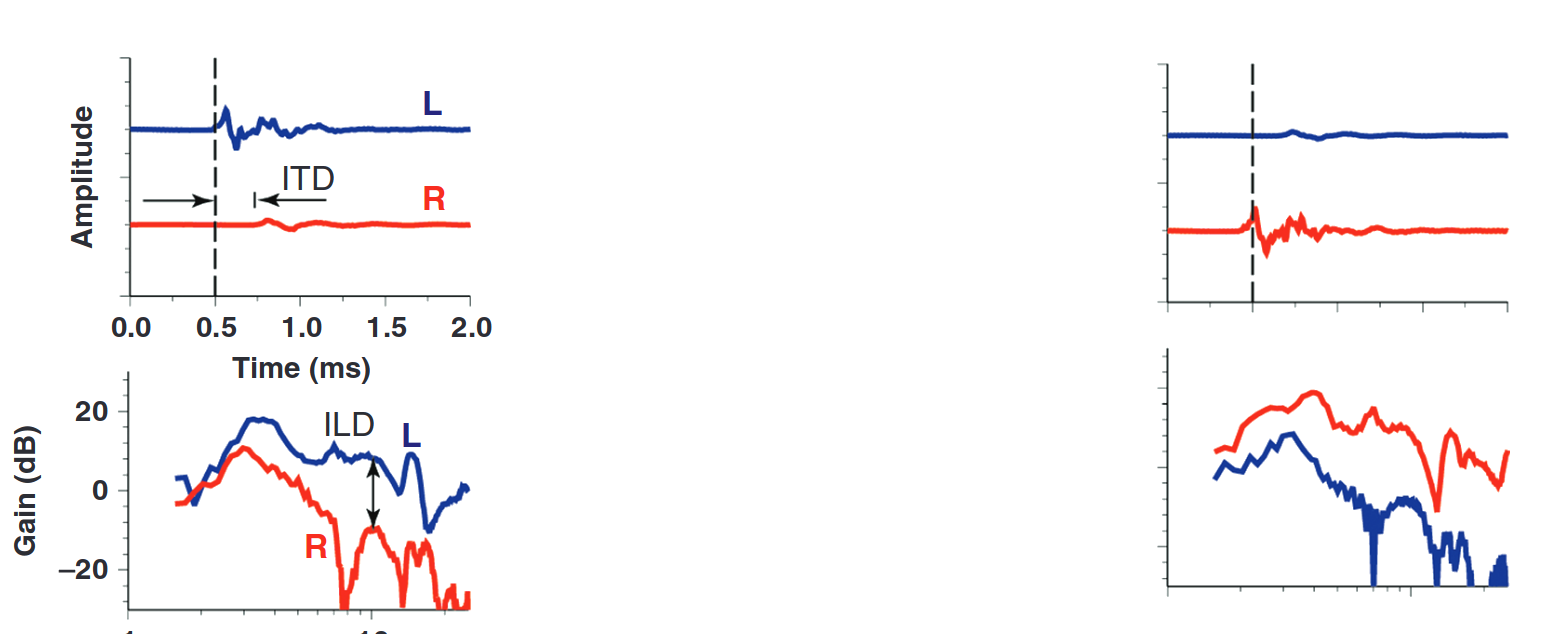 L
ITD
R
Amplitude
0.0 0.5 1.0 1.5 2.0
Time (ms)
20
ILD
L
0
R
Gain (dB)
–20